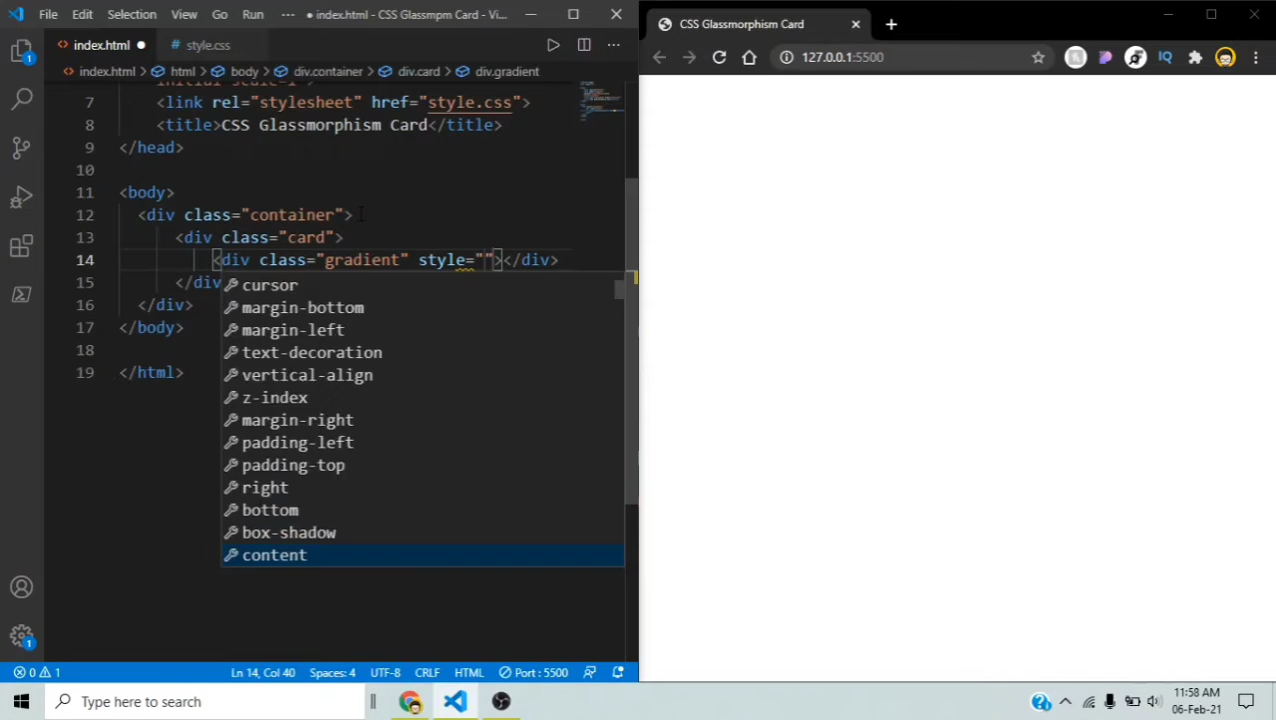 File Edit Selection View Go Run ··· ● index.html - CSS Glassmpm Card - Vi...
index.html ● style.css
index.html > html > body > div.container > div.card > div.gradient
7 <link rel="stylesheet" href="style.css">
8 <title>CSS Glassmorphism Card</title>
9 </head>
10
11 <body>
12 <div class="container">
13 <div class="card">
14 <div class="gradient" style=""></div>
15 </div
16 </div>
17 </body>
18
19 </html>
cursor
margin-bottom
margin-left
text-decoration
vertical-align
z-index
margin-right
padding-left
padding-top
right
bottom
box-shadow
content
1
1
0 1 Ln 14, Col 40 Spaces: 4 UTF-8 CRLF HTML Port : 5500
CSS Glassmorphism Card
127.0.0.1:5500
IQ
Type here to search
11:58 AM
06-Feb-21